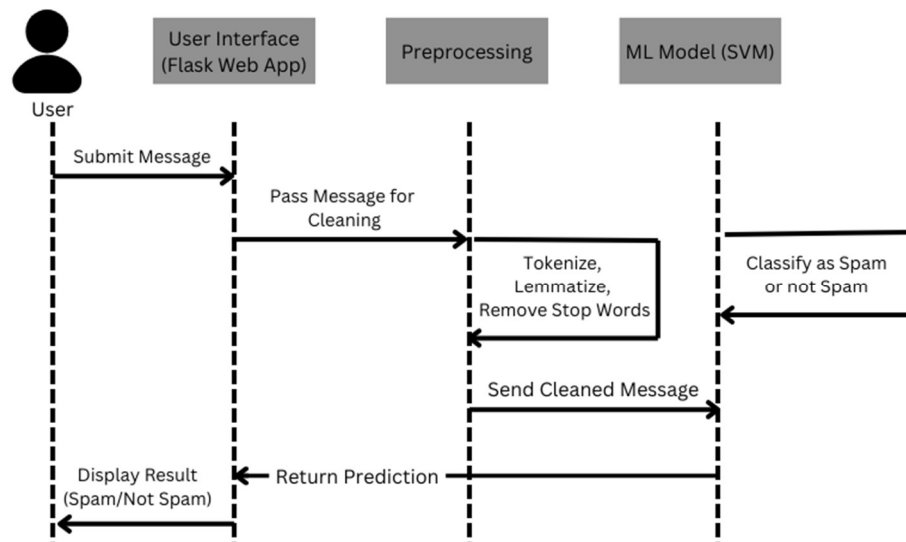 User Interface
(Flask Web App)
Preprocessing
ML Model (SVM)
User
Submit Message
Pass Message for
Cleaning
Tokenize,
Lemmatize,
Remove Stop Words
Classify as Spam
or not Spam
Send Cleaned Message
Return Prediction
Display Result
(Spam/Not Spam)